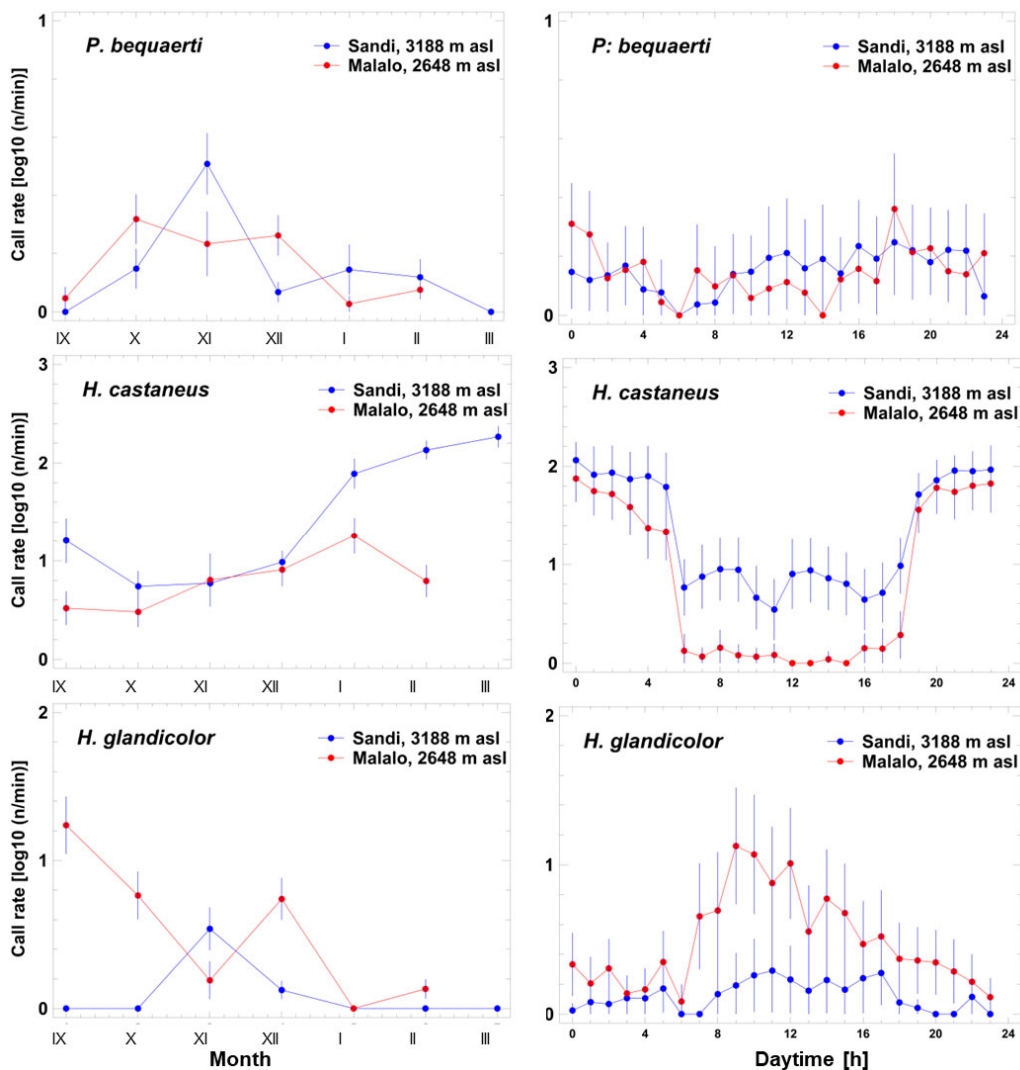 1
P. bequaerti
Sandi, 3188 m asl
Malalo, 2648 m asl
Call rate [log10 (n/min)]
0
IX X XI XII I II III
1
P: bequaerti
Sandi, 3188 m asl
Malalo, 2648 m asl
0
0 4 8 12 16 20 24
3
H. castaneus
Sandi, 3188 m asl
Malalo, 2648 m asl
2
Call rate [log10 (n/min)]
1
0
IX X XI XII I II III
3
H. castaneus
Sandi, 3188 m asl
Malalo, 2648 m asl
2
1
0
0 4 8 12 16 20 24
2
H. glandicolor
Sandi, 3188 m asl
Malalo, 2648 m asl
Call rate [log10 (n/min)]
1
0
IX X XI XII I II III
Month
2
H. glandicolor
Sandi, 3188 m asl
Malalo, 2648 m asl
1
0
0 4 8 12 16 20 24
Daytime [h]